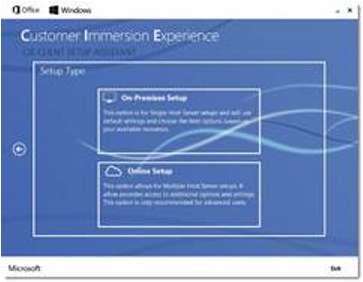 Office Windows
Customer Immersion Experience
CIE CLIENT SETUP ASSISTANT
Setup Type
On-Premises Setup
This option is for Single Host Server setups and will use
default settings and choose the best options based on
your available resources.
Online Setup
This option allows for Multiple Host Server setups. It
allow provides access to additional options and settings.
This option is only recommended for advanced users.
Microsoft
Exit